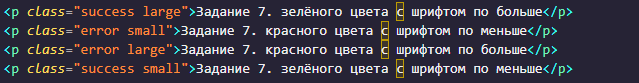 <p class="success large">Задание 7. зелёного цвета с шрифтом по больше</p>
<p class="error small">Задание 7. красного цвета с шрифтом по меньше</p>
<p class="error large">Задание 7. красного цвета с шрифтом по больше</p>
<p class="success small">Задание 7. зелёного цвета с шрифтом по меньше</p>